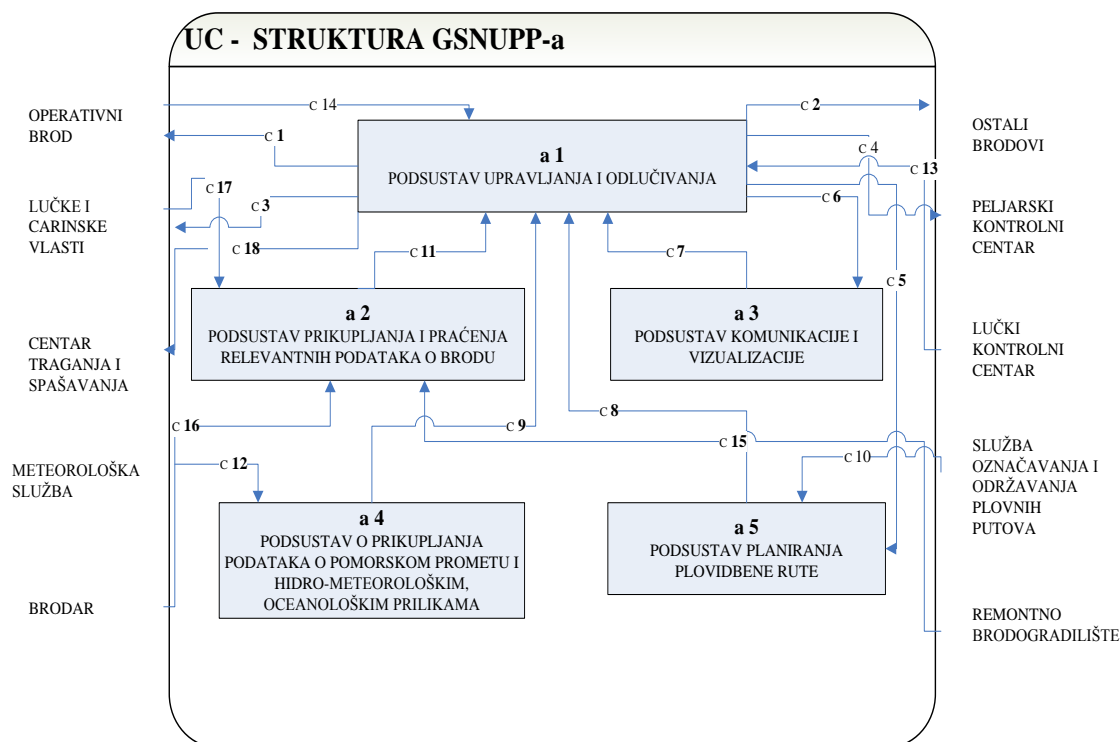 UC - STRUKTURA GSNUPP-a
OPERATIVNI
BROD
LUČKE I
CARINSKE
VLASTI
CENTAR
TRAGANJA I
SPAŠAVANJA
METEOROLOŠKA
SLUŽBA
BRODAR
c 14
c 1
c 17
c 3
c 18
c 2
c 4
c 13
c 6
c 5
a 1
PODSUSTAV UPRAVLJANJA I ODLUČIVANJA
c 11
c 7
a 2
PODSUSTAV PRIKUPLJANJA I PRAĆENJA
RELEVANTNIH PODATAKA O BRODU
a 3
PODSUSTAV KOMUNIKACIJE I
VIZUALIZACIJE
c 16
c 9
c 8
c 15
c 12
c 10
a 4
PODSUSTAV O PRIKUPLJANJA
PODATAKA O POMORSKOM PROMETU I
HIDRO-METEOROLOŠKIM,
OCEANOLOŠKIM PRILIKAMA
a 5
PODSUSTAV PLANIRANJA
PLOVIDBENE RUTE
OSTALI
BRODOVI
PELJARSKI
KONTROLNI
CENTAR
LUČKI
KONTROLNI
CENTAR
SLUŽBA
OZNAČAVANJA I
ODRŽAVANJA
PLOVNIH
PUTOVA
REMONTNO
BRODOGRADILIŠTE